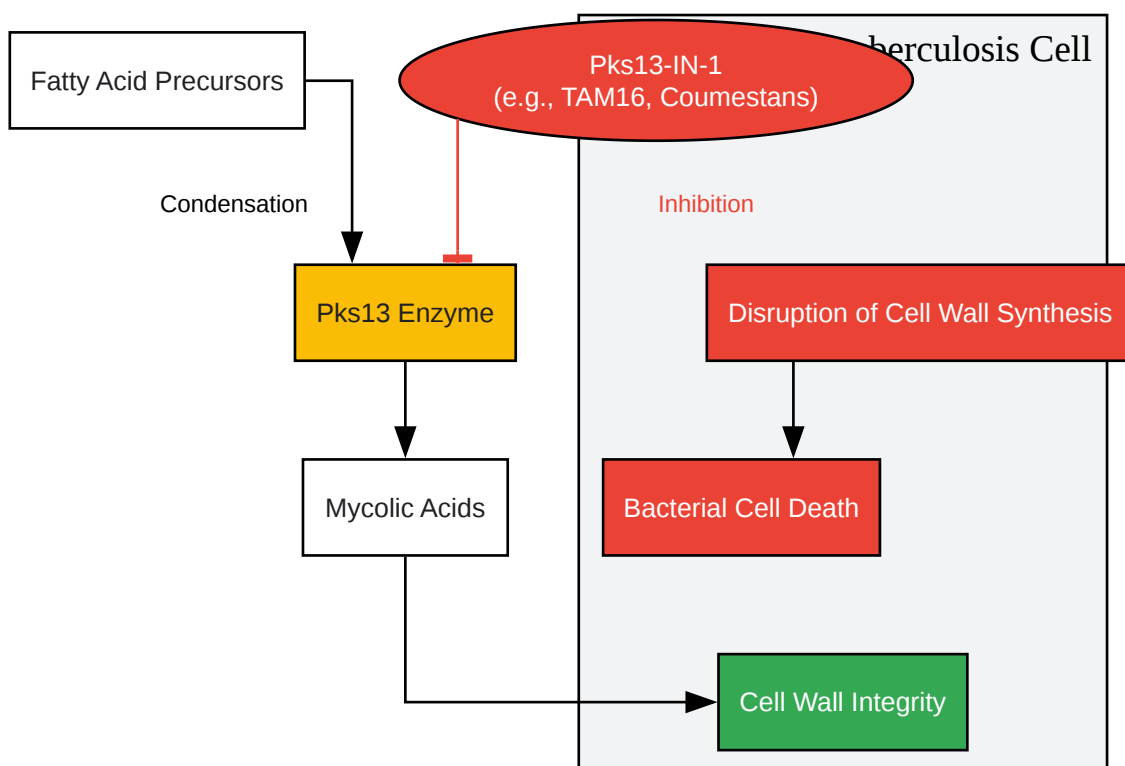 Fatty Acid Precursors
Pks13-IN-1
(e.g., TAM16, Coumestans)
Cell
Condensation
Inhibition
Pks13 Enzyme
Disruption of Cell Wall Synthesis
Mycolic Acids
Bacterial Cell Death
Cell Wall Integrity